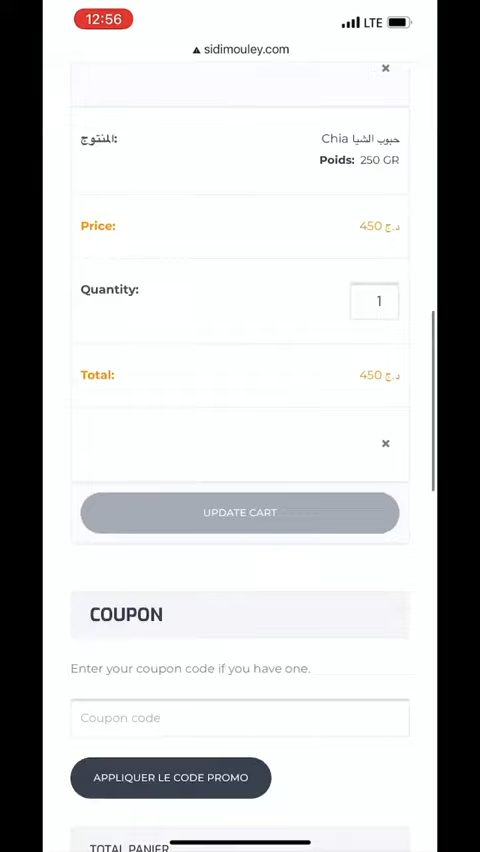 12:56
LTE
sidimouley.com
×
المنتوج:
حبوب الشيا Chia
Poids: 250 GR
Price:
450 د.ج
Quantity:
1
Total:
450 د.ج
×
UPDATE CART
COUPON
Enter your coupon code if you have one.
Coupon code
APPLIQUER LE CODE PROMO
TOTAL PANIER